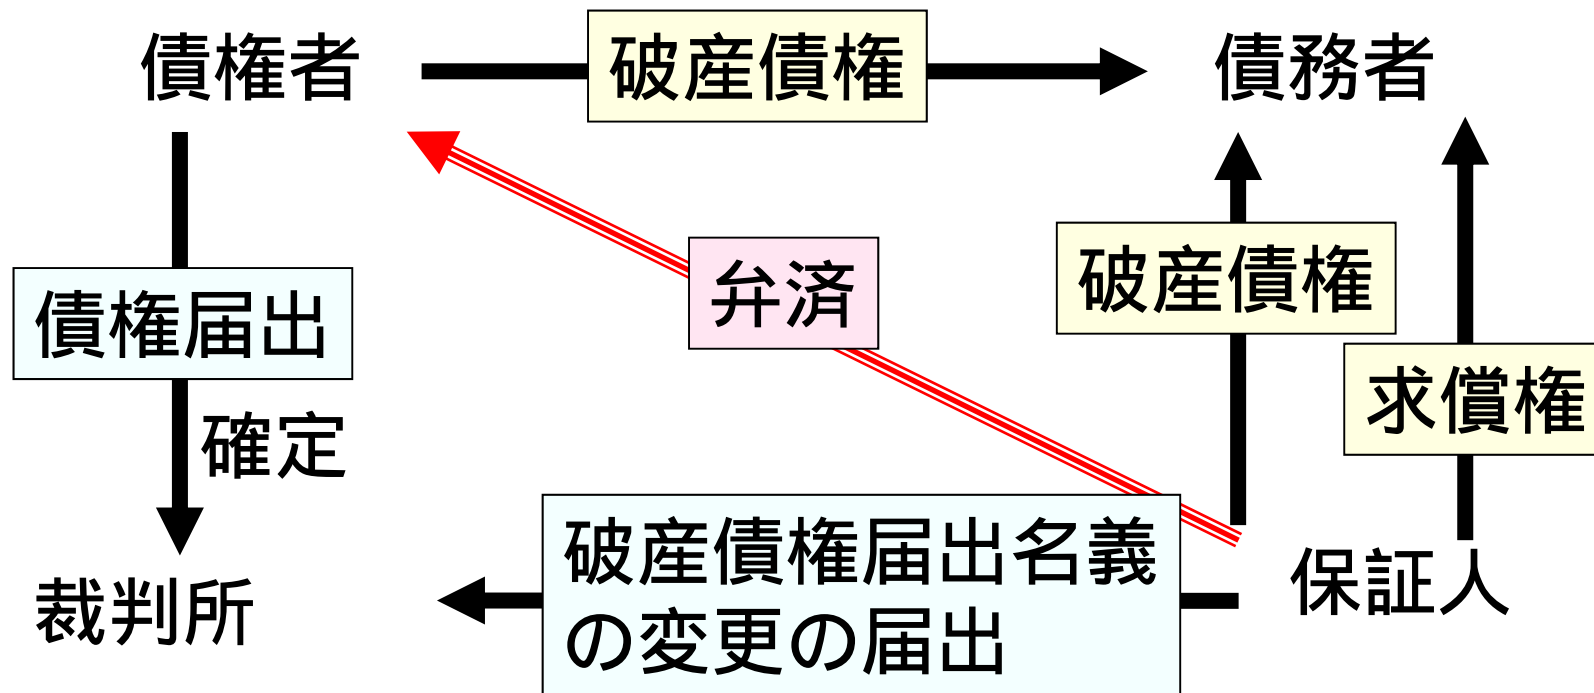 債権者
破産債権
債務者
弁済
破産債権
債権届出
求償権
確定
破産債権届出名義
の変更の届出
保証人
裁判所